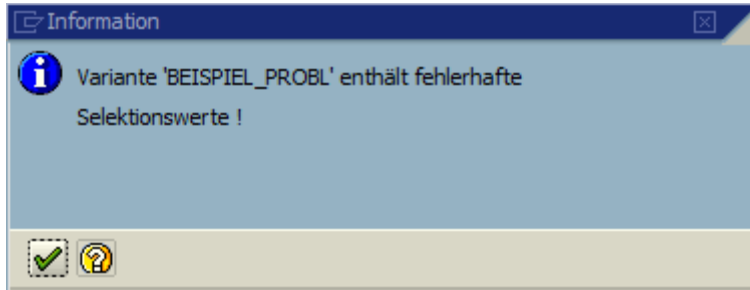 Information
Variante 'BEISPIEL_PROBL' enthält fehlerhafte
Selektionswerte !